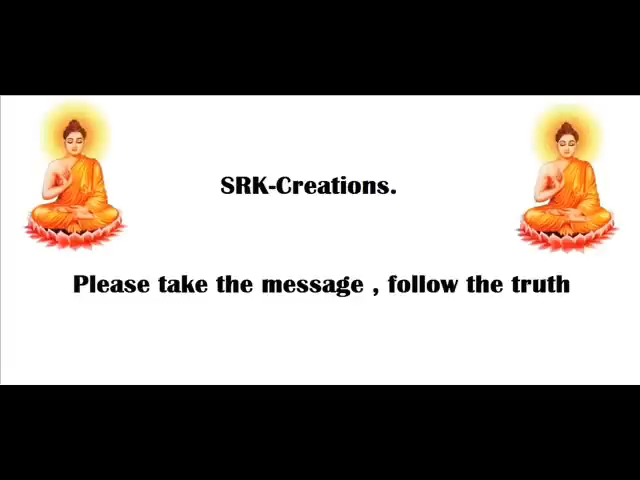 SRK-Creations.
Please take the message , follow the truth